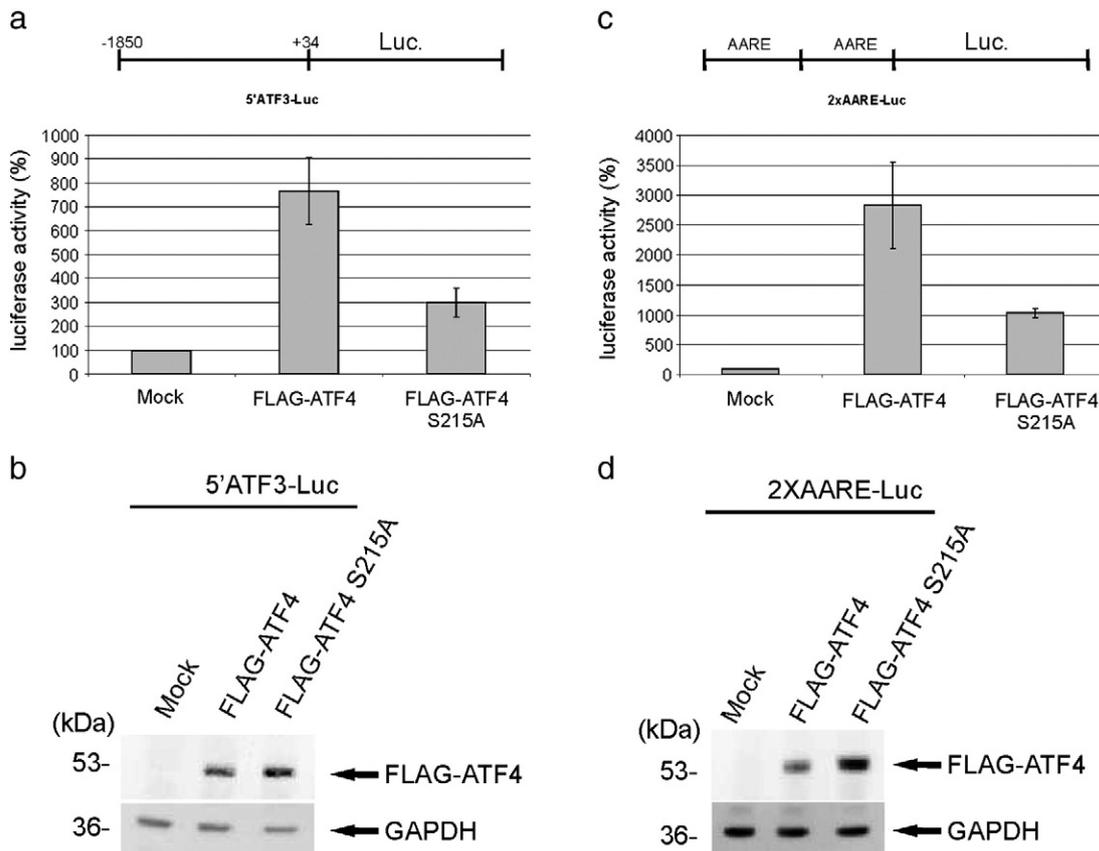 a
-1850
+34
Luc.
5'ATF3-Luc
luciferase activity (%)
1000
900
800
700
600
500
400
300
200
100
0
Mock
FLAG-ATF4
FLAG-ATF4
S215A
c
AARE
AARE
Luc.
2xAARE-Luc
luciferase activity (%)
4000
3500
3000
2500
2000
1500
1000
500
0
Mock
FLAG-ATF4
FLAG-ATF4
S215A
b
5'ATF3-Luc
Mock
FLAG-ATF4
FLAG-ATF4 S215A
(kDa)
53-
FLAG-ATF4
36-
GAPDH
d
2XAARE-Luc
Mock
FLAG-ATF4
FLAG-ATF4 S215A
(kDa)
53-
FLAG-ATF4
36-
GAPDH